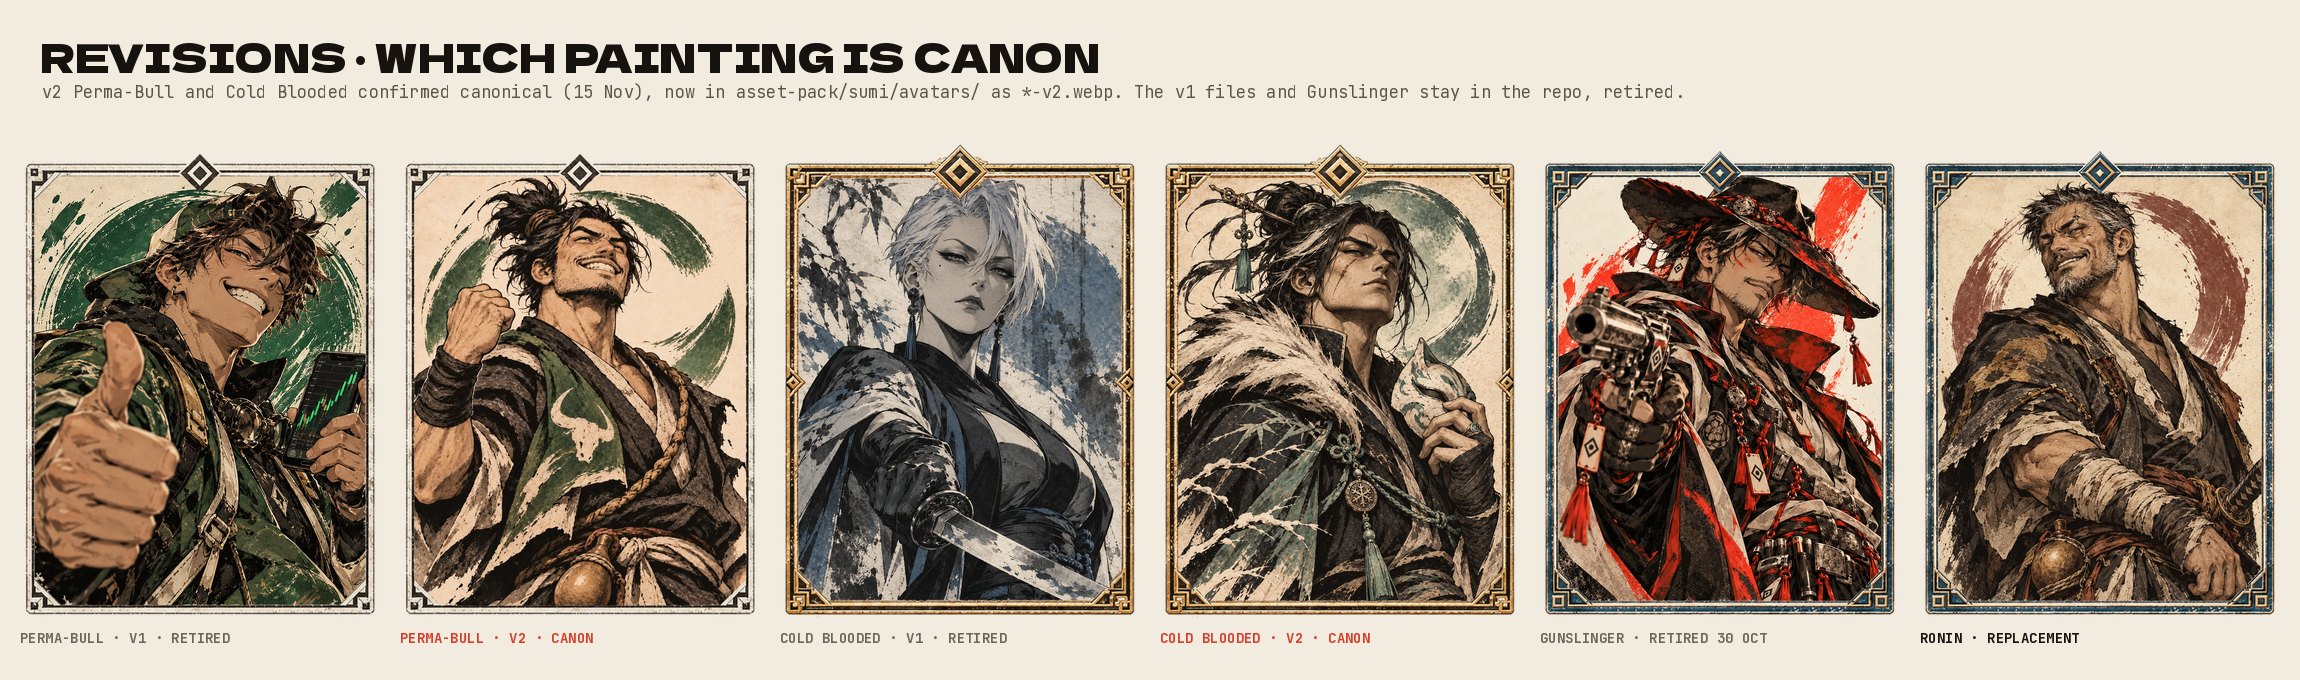 REVISIONS · WHICH PAINTING IS CANON
v2 Perma-Bull and Cold Blooded confirmed canonical (15 Nov), now in asset-pack/sumi/avatars/ as *-v2.webp. The v1 files and Gunslinger stay in the repo, retired.
PERMA-BULL · V1 · RETIRED
PERMA-BULL · V2 · CANON
COLD BLOODED · V1 · RETIRED
COLD BLOODED · V2 · CANON
GUNSLINGER · RETIRED 30 OCT
RONIN · REPLACEMENT